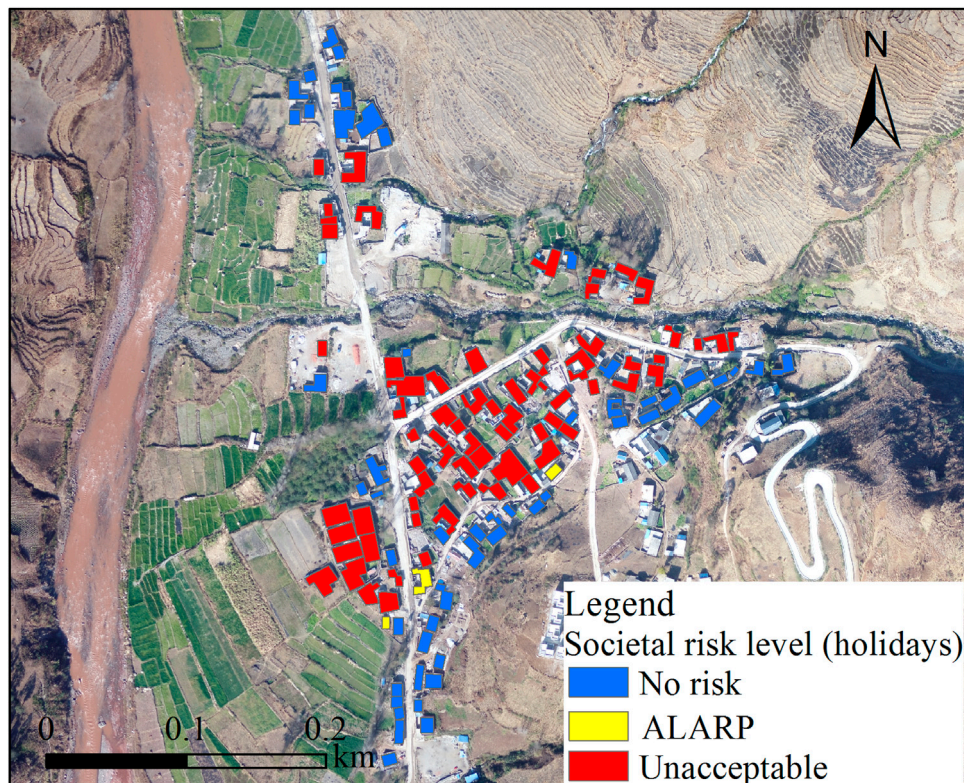 N
Legend
Societal risk level (holidays)
No risk
ALARP
Unacceptable
0 0.1 0.2
km